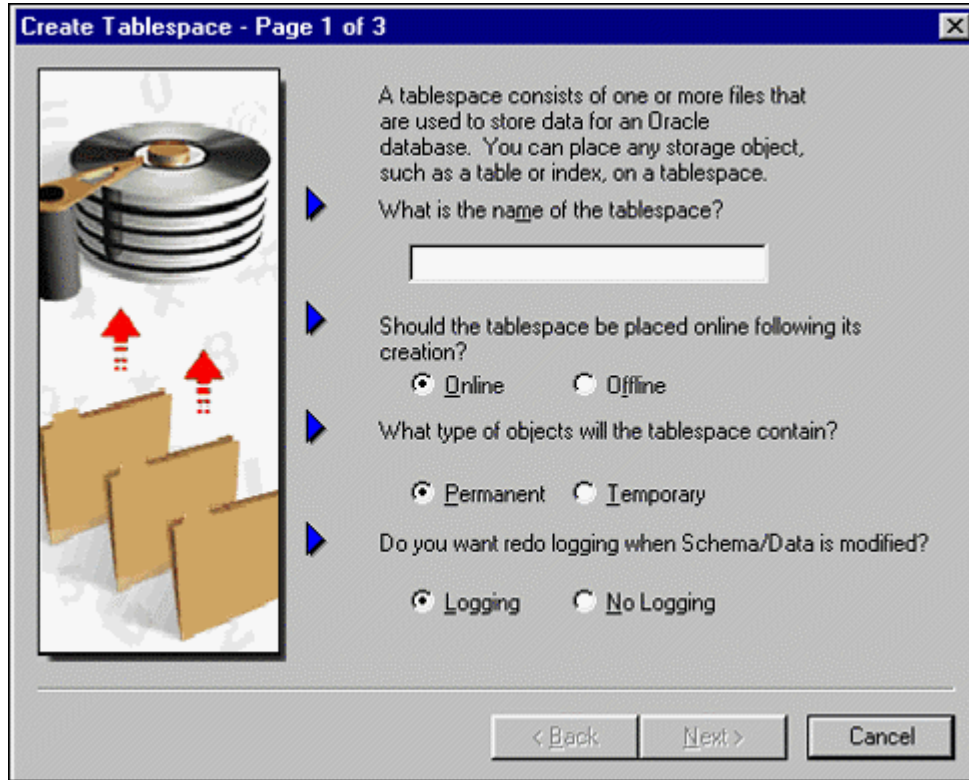 Create Tablespace - Page 1 of 3
A tablespace consists of one or more files that
are used to store data for an Oracle
database. You can place any storage object,
such as a table or index, on a tablespace.
What is the name of the tablespace?
Should the tablespace be placed online following its
creation?
Online Offline
What type of objects will the tablespace contain?
Permanent Temporary
Do you want redo logging when Schema/Data is modified?
Logging No Logging
< Back Next > Cancel